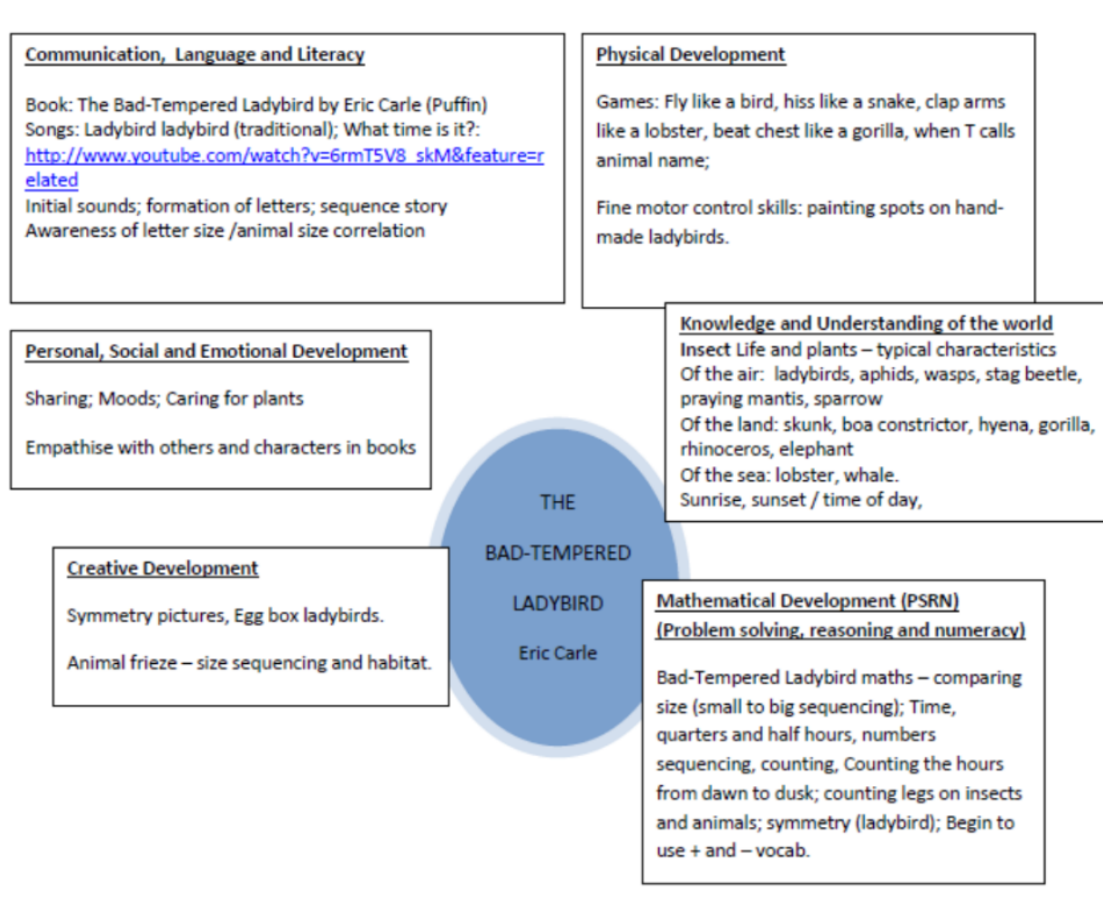 Communication, Language and Literacy
Book: The Bad-Tempered Ladybird by Eric Carle (Puffin)
Songs: Ladybird ladybird (traditional); What time is it?:
http://www.youtube.com/watch?v=6rmT5V8_skM&feature=r
elated
Initial sounds; formation of letters; sequence story
Awareness of letter size /animal size correlation
Physical Development
Games: Fly like a bird, hiss like a snake, clap arms
like a lobster, beat chest like a gorilla, when T calls
animal name;
Fine motor control skills: painting spots on hand-
made ladybirds.
Personal, Social and Emotional Development
Sharing; Moods; Caring for plants
Empathise with others and characters in books
Knowledge and Understanding of the world
Insect Life and plants – typical characteristics
Of the air: ladybirds, aphids, wasps, stag beetle,
praying mantis, sparrow
Of the land: skunk, boa constrictor, hyena, gorilla,
rhinoceros, elephant
Of the sea: lobster, whale.
Sunrise, sunset / time of day,
THE
BAD-TEMPERED
LADYBIRD
Eric Carle
Creative Development
Symmetry pictures, Egg box ladybirds.
Animal frieze – size sequencing and habitat.
Mathematical Development (PSRN)
(Problem solving, reasoning and numeracy)
Bad-Tempered Ladybird maths – comparing
size (small to big sequencing); Time,
quarters and half hours, numbers
sequencing, counting, Counting the hours
from dawn to dusk; counting legs on insects
and animals; symmetry (ladybird); Begin to
use + and – vocab.